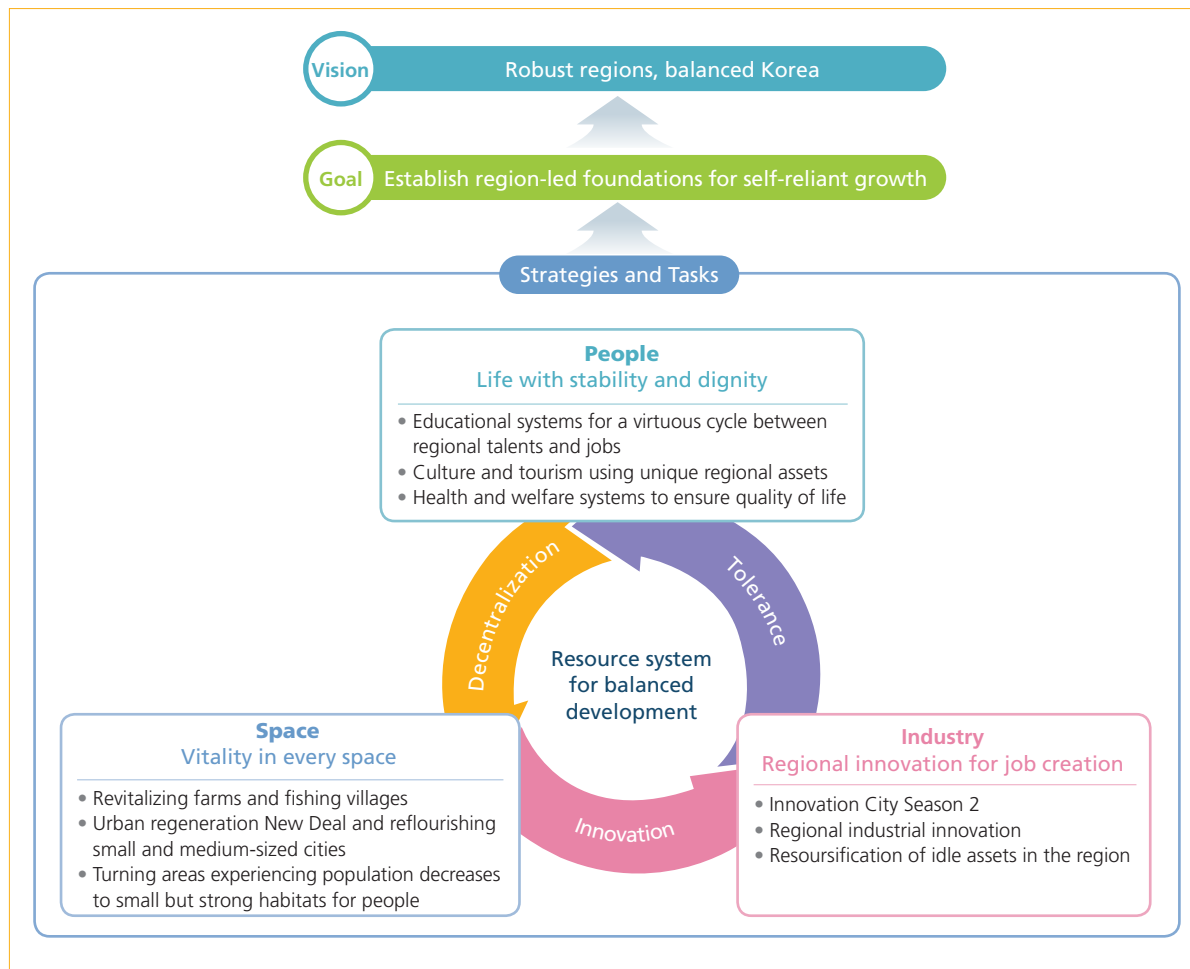 Vision
Robust regions, balanced Korea
Goal
Establish region-led foundations for self-reliant growth
Strategies and Tasks
People
Life with stability and dignity
• Educational systems for a virtuous cycle between
regional talents and jobs
• Culture and tourism using unique regional assets
• Health and welfare systems to ensure quality of life
Decentralization
Tolerance
Resource system
for balanced
development
Space
Vitality in every space
• Revitalizing farms and fishing villages
• Urban regeneration New Deal and reflourishing
small and medium-sized cities
• Turning areas experiencing population decreases
to small but strong habitats for people
Innovation
Industry
Regional innovation for job creation
• Innovation City Season 2
• Regional industrial innovation
• Resoursification of idle assets in the region